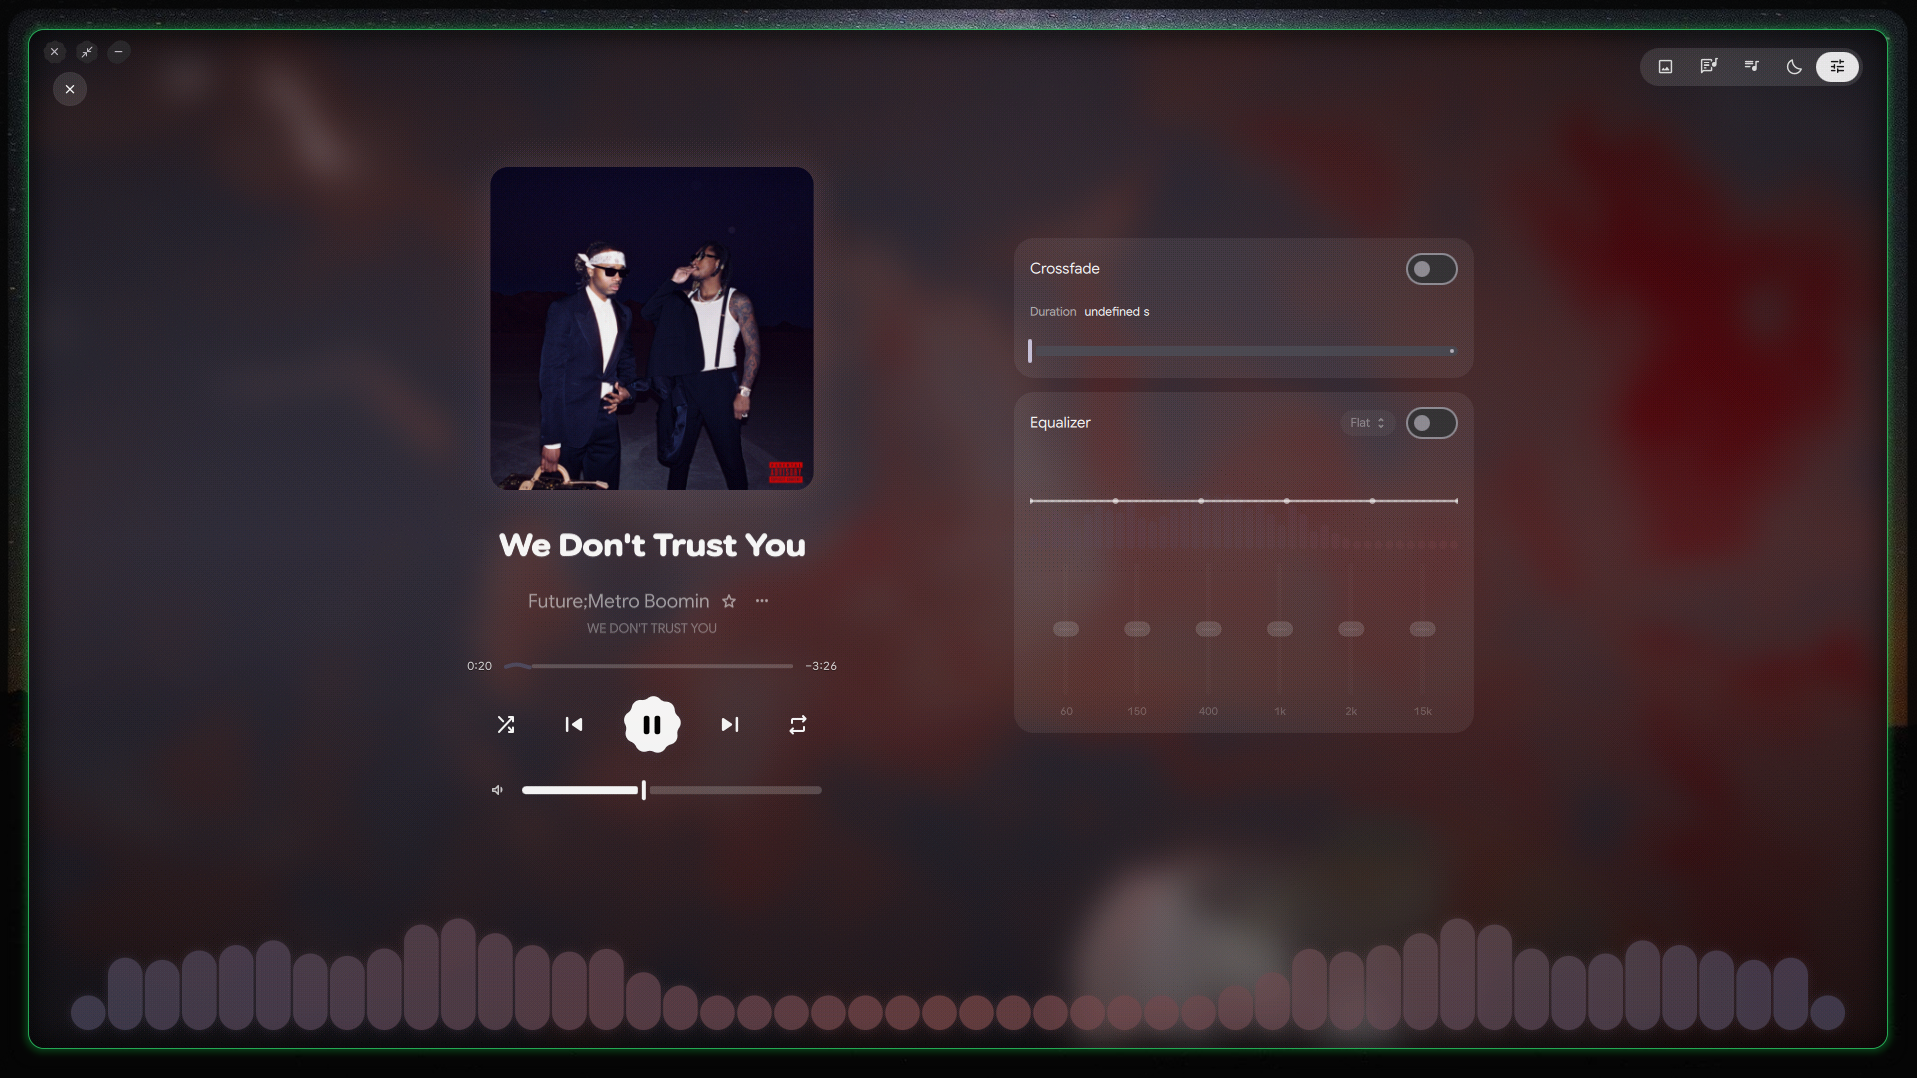 Crossfade
Duration undefined s
Equalizer
Flat
60 150 400 1k 2k 15k
We Don't Trust You
Future;Metro Boomin
WE DON'T TRUST YOU
0:20
−3:26